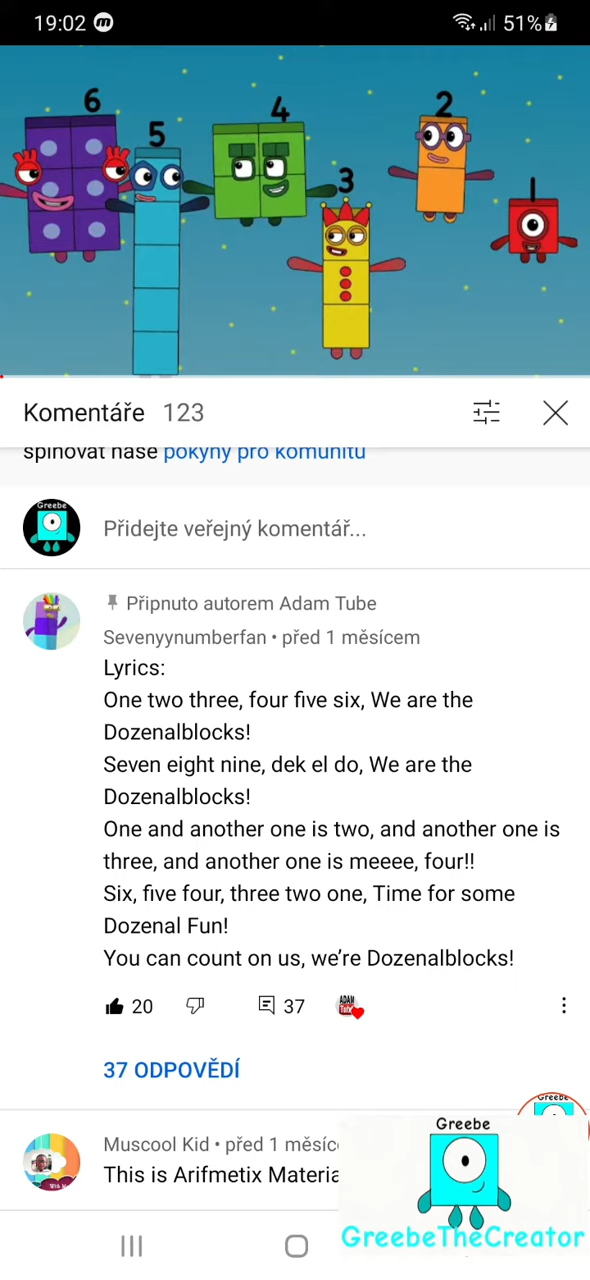 19:02
51%
6
5
4
3
2
1
Komentáře 123
splňovat naše pokyny pro komunitu
Greebe
Přidejte veřejný komentář...
Připnuto autorem Adam Tube
Sevenyynumberfan • před 1 měsícem
Lyrics:
One two three, four five six, We are the
Dozenalblocks!
Seven eight nine, dek el do, We are the
Dozenalblocks!
One and another one is two, and another one is
three, and another one is meeee, four!!
Six, five four, three two one, Time for some
Dozenal Fun!
You can count on us, we’re Dozenalblocks!
20
37
ADAM
Tube
37 ODPOVĚDÍ
Greebe
Muscool Kid • před 1 měsíc
This is Arifmetix Materia
Greebe
GreebeTheCreator